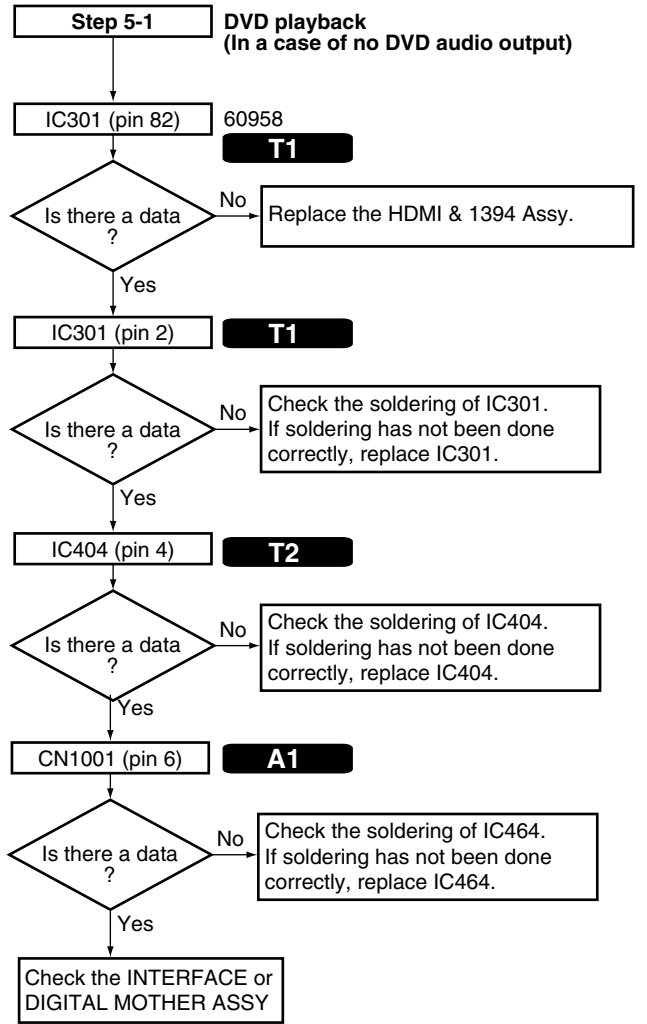 Step 5-1
DVD playback
(In a case of no DVD audio output)
IC301 (pin 82)
60958
T1
Is there a data
?
No
Replace the HDMI & 1394 Assy.
Yes
IC301 (pin 2)
T1
Is there a data
?
No
Check the soldering of IC301.
If soldering has not been done
correctly, replace IC301.
Yes
IC404 (pin 4)
T2
Is there a data
?
No
Check the soldering of IC404.
If soldering has not been done
correctly, replace IC404.
Yes
CN1001 (pin 6)
A1
Is there a data
?
No
Check the soldering of IC464.
If soldering has not been done
correctly, replace IC464.
Yes
Check the INTERFACE or
DIGITAL MOTHER ASSY